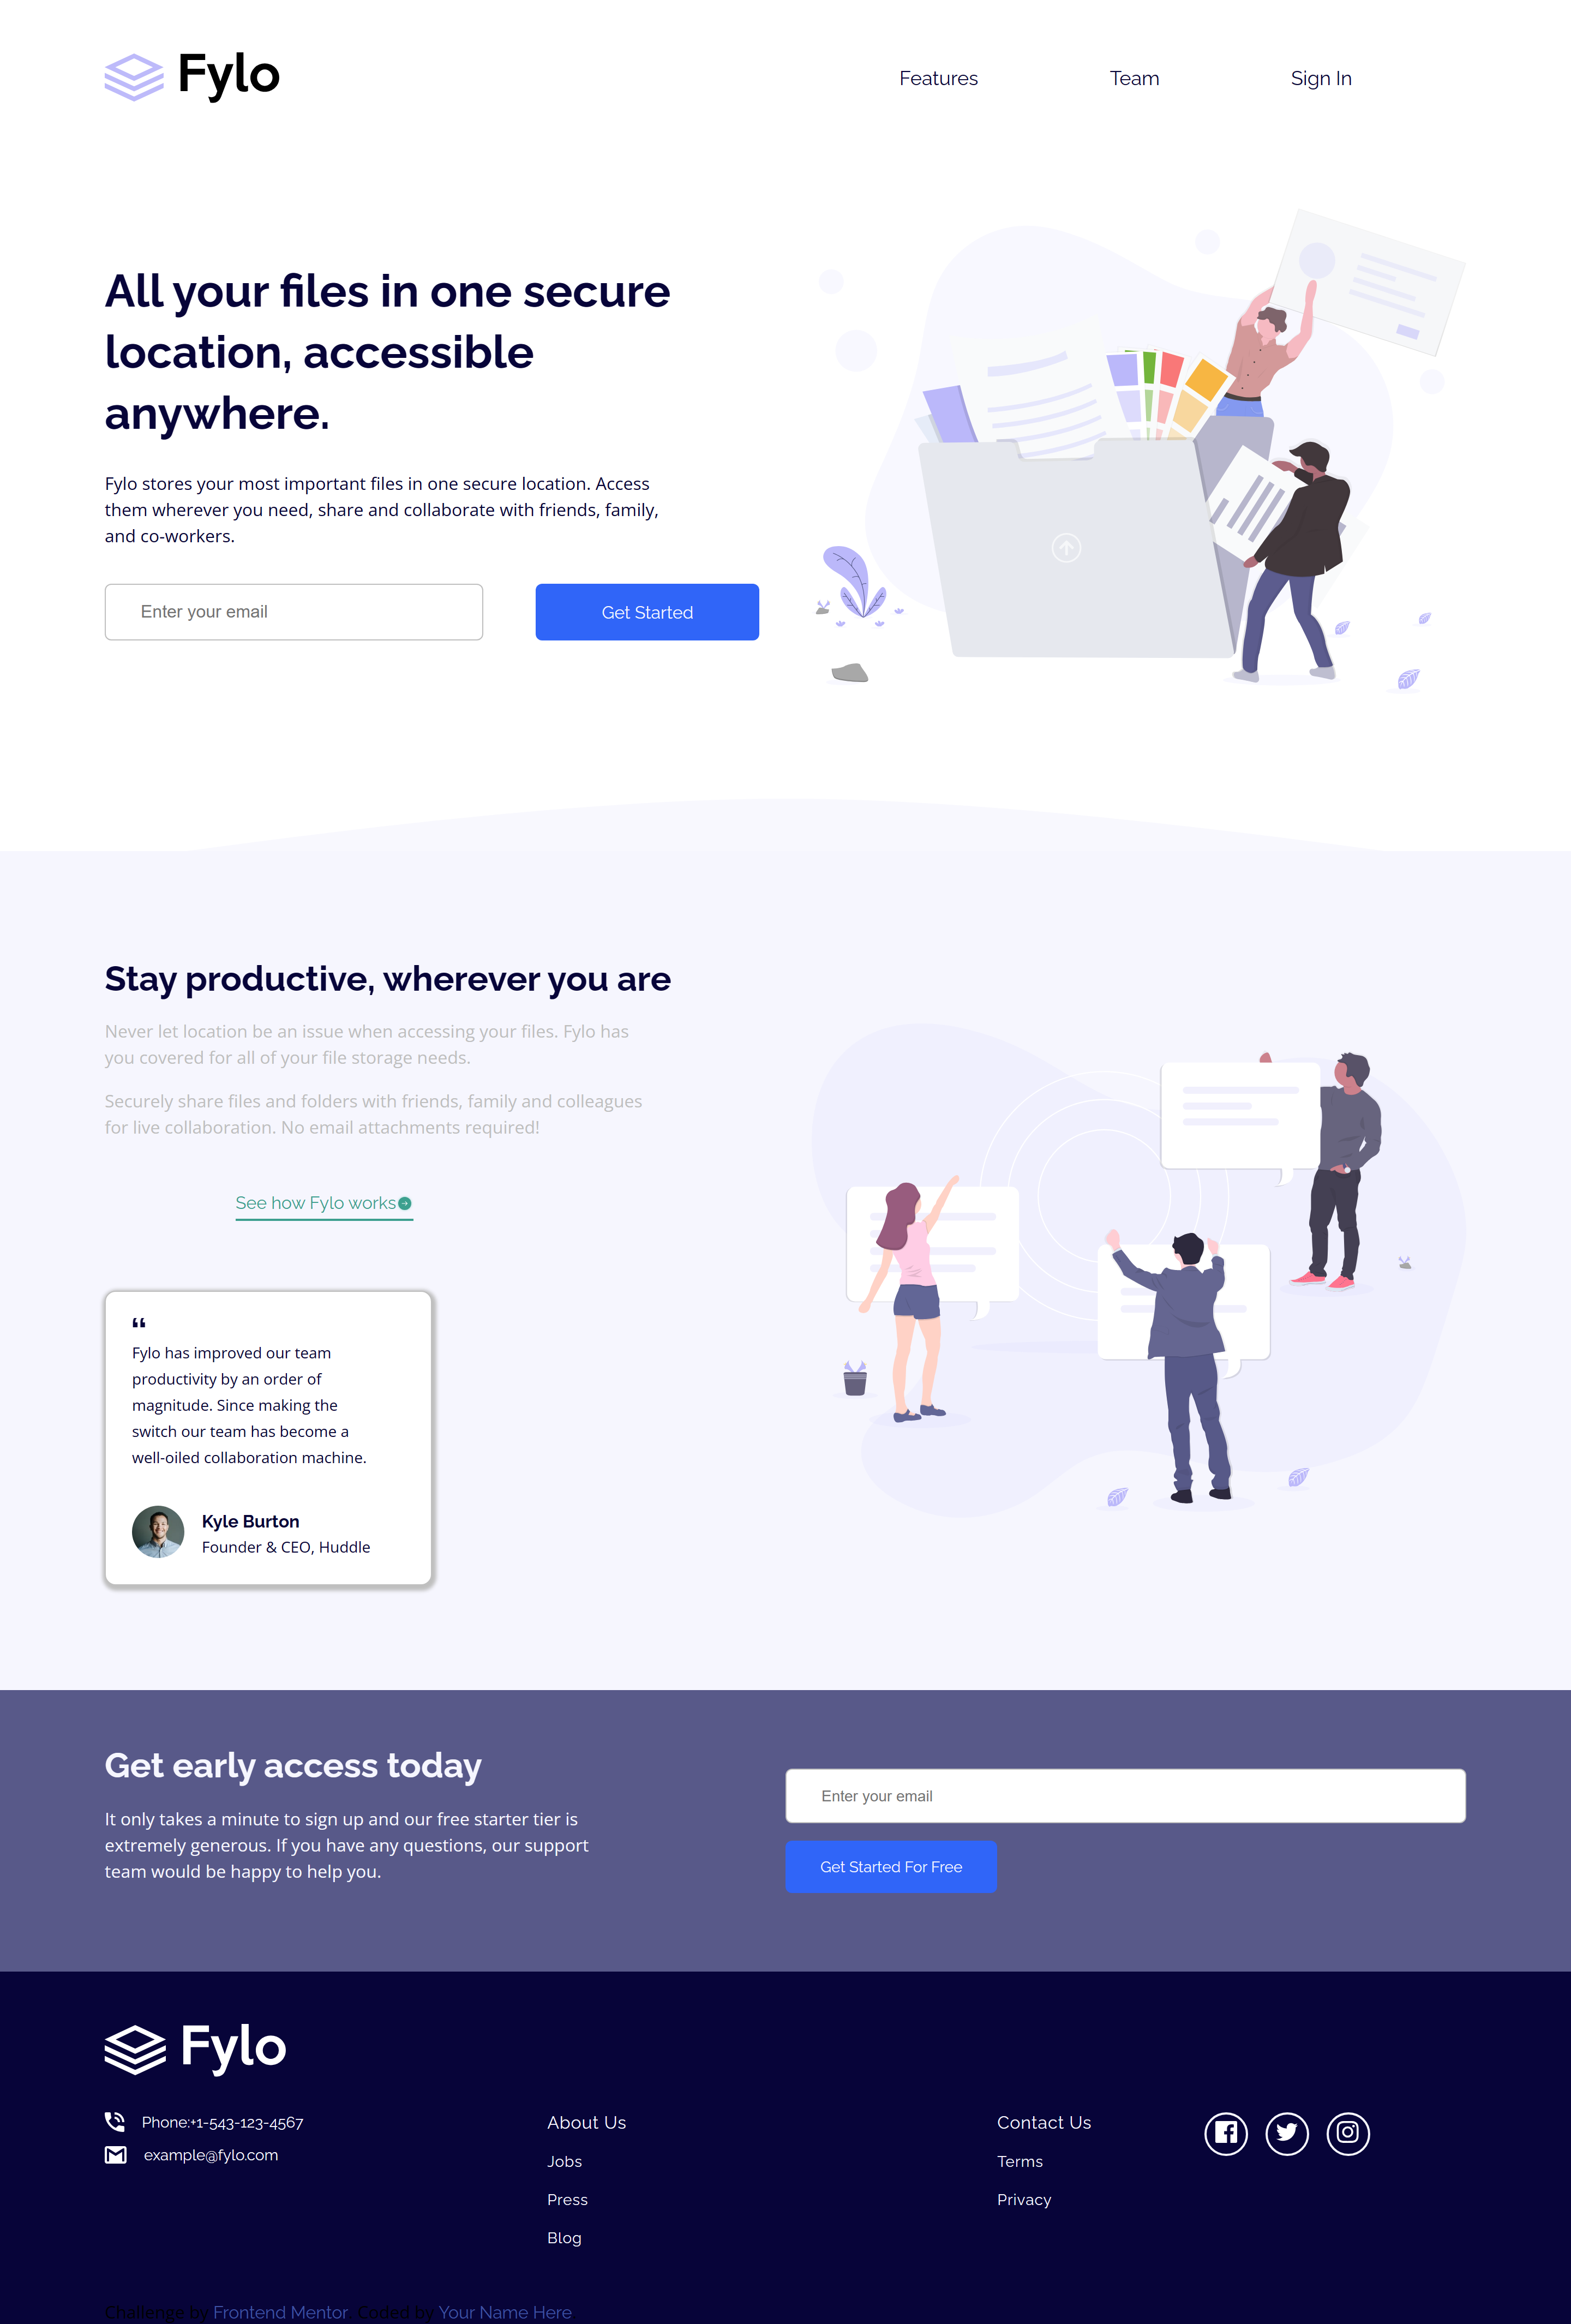 Fylo
Features
Team
Sign In
All your files in one secure
location, accessible
anywhere.
Fylo stores your most important files in one secure location. Access
them wherever you need, share and collaborate with friends, family,
and co-workers.
Enter your email
Get Started
Stay productive, wherever you are
Never let location be an issue when accessing your files. Fylo has
you covered for all of your file storage needs.
Securely share files and folders with friends, family and colleagues
for live collaboration. No email attachments required!
See how Fylo works
“
Fylo has improved our team
productivity by an order of
magnitude. Since making the
switch our team has become a
well-oiled collaboration machine.
Kyle Burton
Founder & CEO, Huddle
Get early access today
It only takes a minute to sign up and our free starter tier is
extremely generous. If you have any questions, our support
team would be happy to help you.
Enter your email
Get Started For Free
Fylo
Phone:+1-543-123-4567
example@fylo.com
About Us
Jobs
Press
Blog
Contact Us
Terms
Privacy
Challenge by Frontend Mentor. Coded by Your Name Here